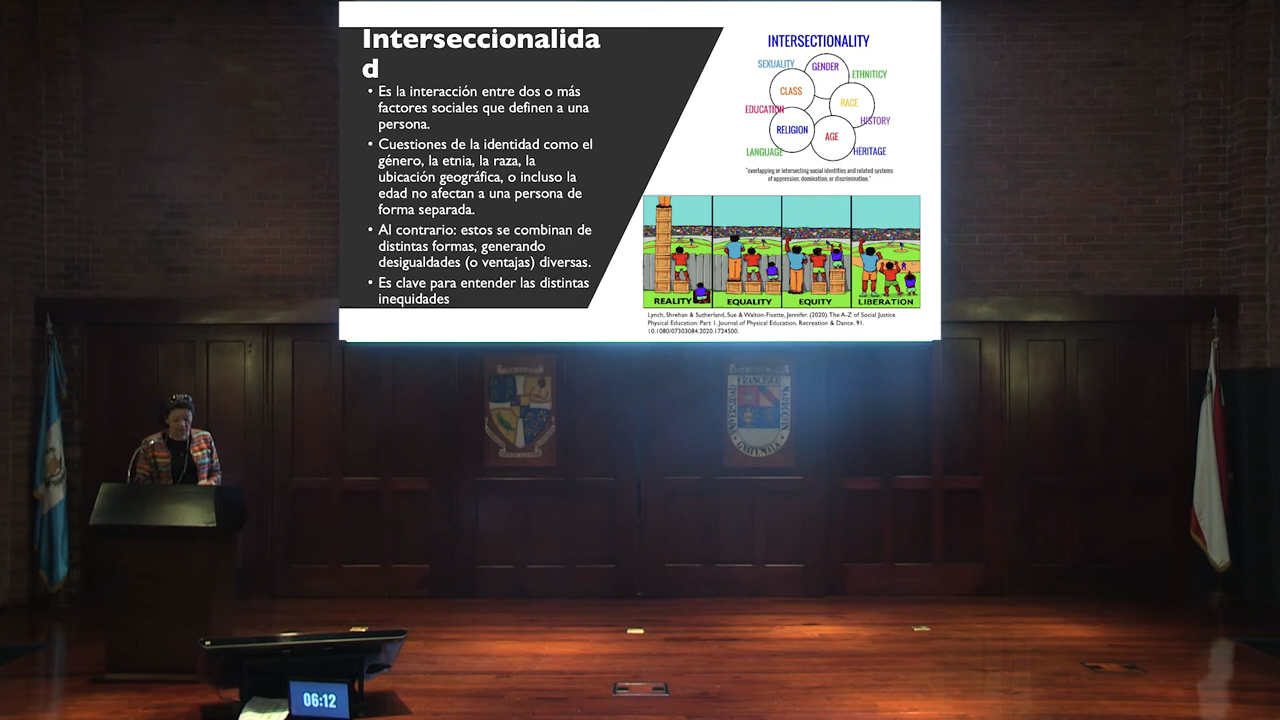 Interseccionalida
d
• Es la interacción entre dos o más
factores sociales que definen a una
persona.
• Cuestiones de la identidad como el
género, la etnia, la raza, la
ubicación geográfica, o incluso la
edad no afectan a una persona de
forma separada.
• Al contrario: estos se combinan de
distintas formas, generando
desigualdades (o ventajas) diversas.
• Es clave para entender las distintas
inequidades
INTERSECTIONALITY
SEXUALITY
GENDER
ETHNITICY
CLASS
RACE
EDUCATION
HISTORY
RELIGION
AGE
LANGUAGE
HERITAGE
"overlapping or intersecting social identities and related systems
of oppression, domination, or discrimination."
REALITY
EQUALITY
EQUITY
LIBERATION
Lynch, Shrehan & Sutherland, Sue & Walton-Fisette, Jennifer. (2020). The A-Z of Social Justice
Physical Education: Part 1. Journal of Physical Education, Recreation & Dance. 91.
10.1080/07303084.2020.1724500.
UNIVERSIDAD
FRANCISCO
MARROQUIN
GUATEMALA
06:12